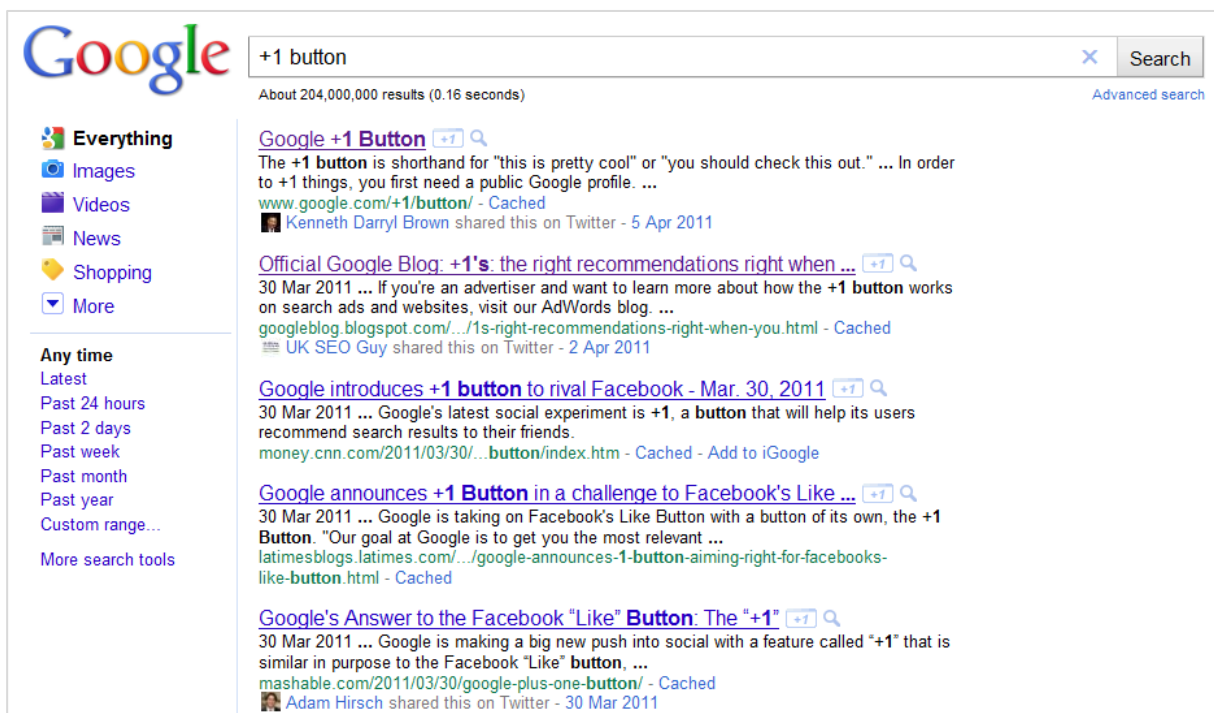 Google
+1 button
Search
About 204,000,000 results (0.16 seconds)
Advanced search
Everything
Images
Videos
News
Shopping
More
Any time
Latest
Past 24 hours
Past 2 days
Past week
Past month
Past year
Custom range...
More search tools
Google +1 Button +1
The +1 button is shorthand for "this is pretty cool" or "you should check this out." ... In order
to +1 things, you first need a public Google profile. ...
www.google.com/+1/button/ - Cached
Kenneth Darryl Brown shared this on Twitter - 5 Apr 2011
Official Google Blog: +1's: the right recommendations right when ... +1
30 Mar 2011 ... If you're an advertiser and want to learn more about how the +1 button works
on search ads and websites, visit our AdWords blog. ...
googleblog.blogspot.com/.../1s-right-recommendations-right-when-you.html - Cached
UK SEO Guy shared this on Twitter - 2 Apr 2011
Google introduces +1 button to rival Facebook - Mar. 30, 2011 +1
30 Mar 2011 ... Google's latest social experiment is +1, a button that will help its users
recommend search results to their friends.
money.cnn.com/2011/03/30/...button/index.htm - Cached - Add to iGoogle
Google announces +1 Button in a challenge to Facebook's Like ... +1
30 Mar 2011 ... Google is taking on Facebook's Like Button with a button of its own, the +1
Button. "Our goal at Google is to get you the most relevant ...
latimesblogs.latimes.com/.../google-announces-1-button-aiming-right-for-facebooks-
like-button.html - Cached
Google's Answer to the Facebook “Like” Button: The “+1” +1
30 Mar 2011 ... Google is making a big new push into social with a feature called “+1” that is
similar in purpose to the Facebook “Like” button, ...
mashable.com/2011/03/30/google-plus-one-button/ - Cached
Adam Hirsch shared this on Twitter - 30 Mar 2011